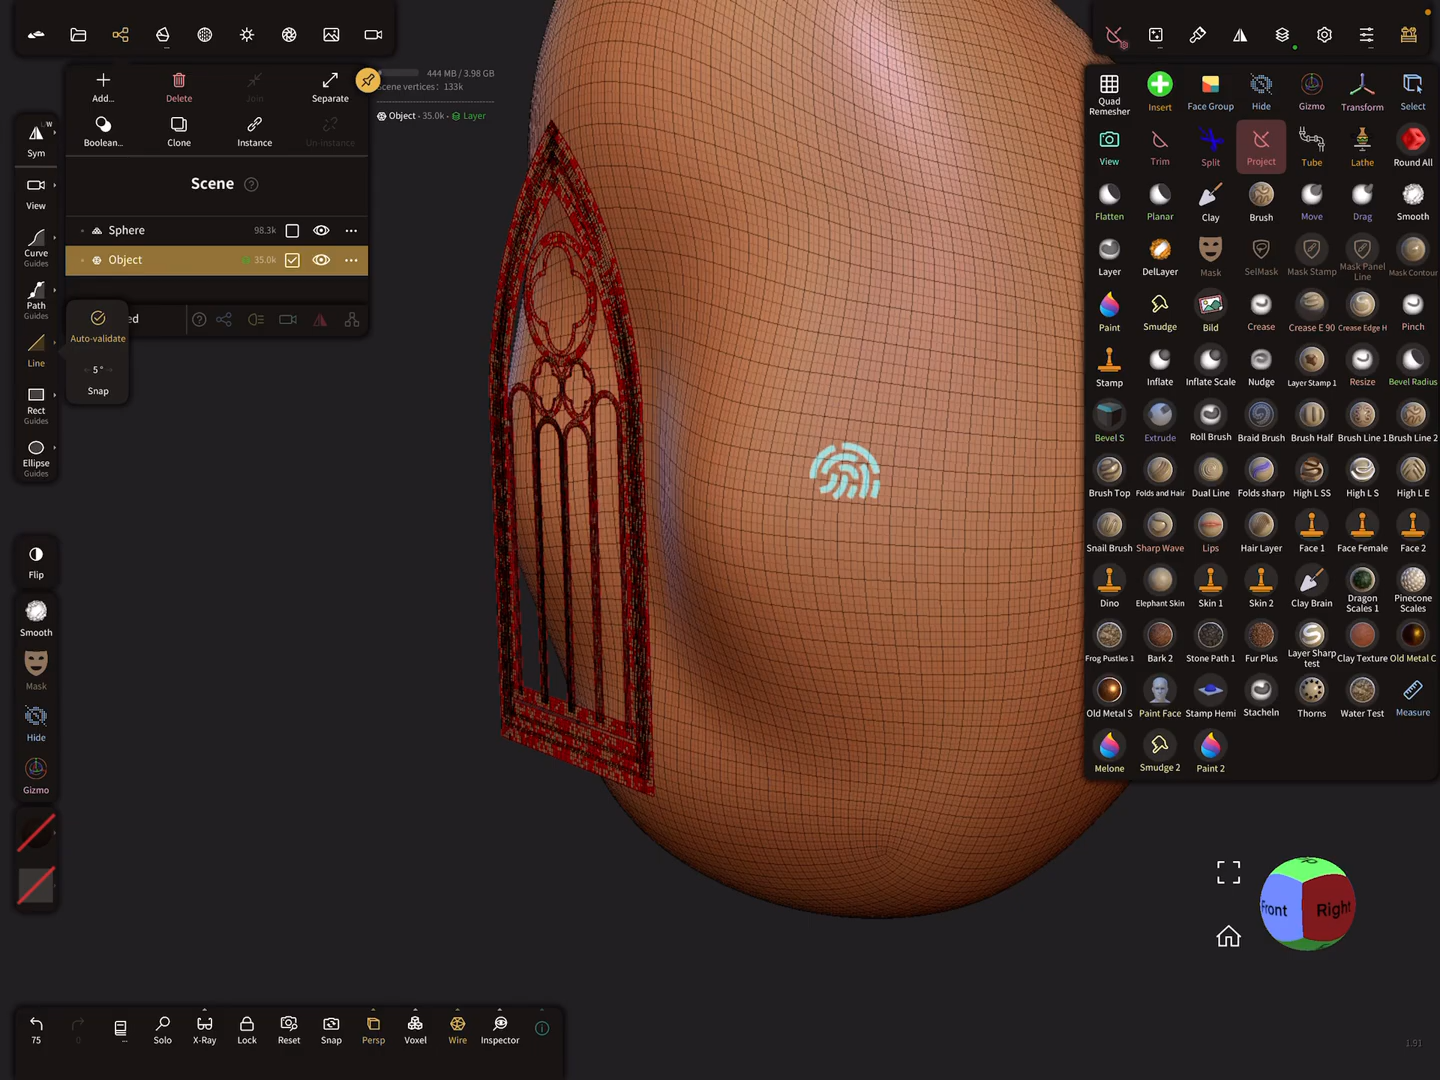 Add...
Delete
Join
Separate
Boolean...
Clone
Instance
Un-instance
Scene
Sphere
98.3k
Object
35.0k
444 MB / 3.98 GB
Scene vertices: 133k
Object - 35.0k - Layer
W
Sym
View
Curve
Guides
Path
Guides
Line
Rect
Guides
Ellipse
Guides
ed
Auto-validate
5 °
Snap
Flip
Smooth
Mask
Hide
Gizmo
75
0
...
Solo
X-Ray
Lock
Reset
Snap
Persp
Voxel
Wire
Inspector
Quad Remesher
Insert
Face Group
Hide
Gizmo
Transform
Select
View
Trim
Split
Project
Tube
Lathe
Round All
Flatten
Planar
Clay
Brush
Move
Drag
Smooth
Layer
DelLayer
Mask
SelMask
Mask Stamp
Mask Panel Line
Mask Contour
Paint
Smudge
Bild
Crease
Crease E 90
Crease Edge H
Pinch
Stamp
Inflate
Inflate Scale
Nudge
Layer Stamp 1
Resize
Bevel Radius
Bevel S
Extrude
Roll Brush
Braid Brush
Brush Half
Brush Line 1
Brush Line 2
Brush Top
Folds and Hair
Dual Line
Folds sharp
High L SS
High L S
High L E
Snail Brush
Sharp Wave
Lips
Hair Layer
Face 1
Face Female
Face 2
Dino
Elephant Skin
Skin 1
Skin 2
Clay Brain
Dragon Scales 1
Pinecone Scales
Frog Pustles 1
Bark 2
Stone Path 1
Fur Plus
Layer Sharp test
Clay Texture
Old Metal C
Old Metal S
Paint Face
Stamp Hemi
Stacheln
Thorns
Water Test
Measure
Melone
Smudge 2
Paint 2
Front
Right
1.91